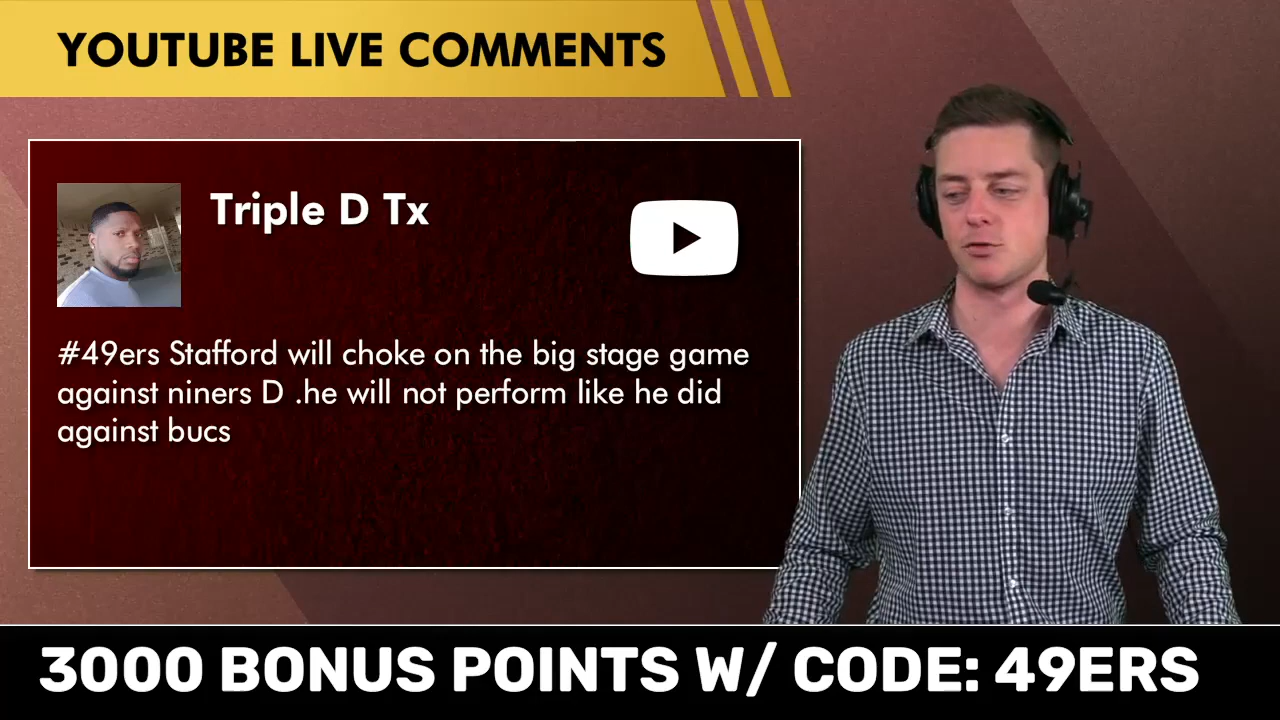 YOUTUBE LIVE COMMENTS
Triple D Tx
#49ers Stafford will choke on the big stage game
against niners D .he will not perform like he did
against bucs
3000 BONUS POINTS W/ CODE: 49ERS